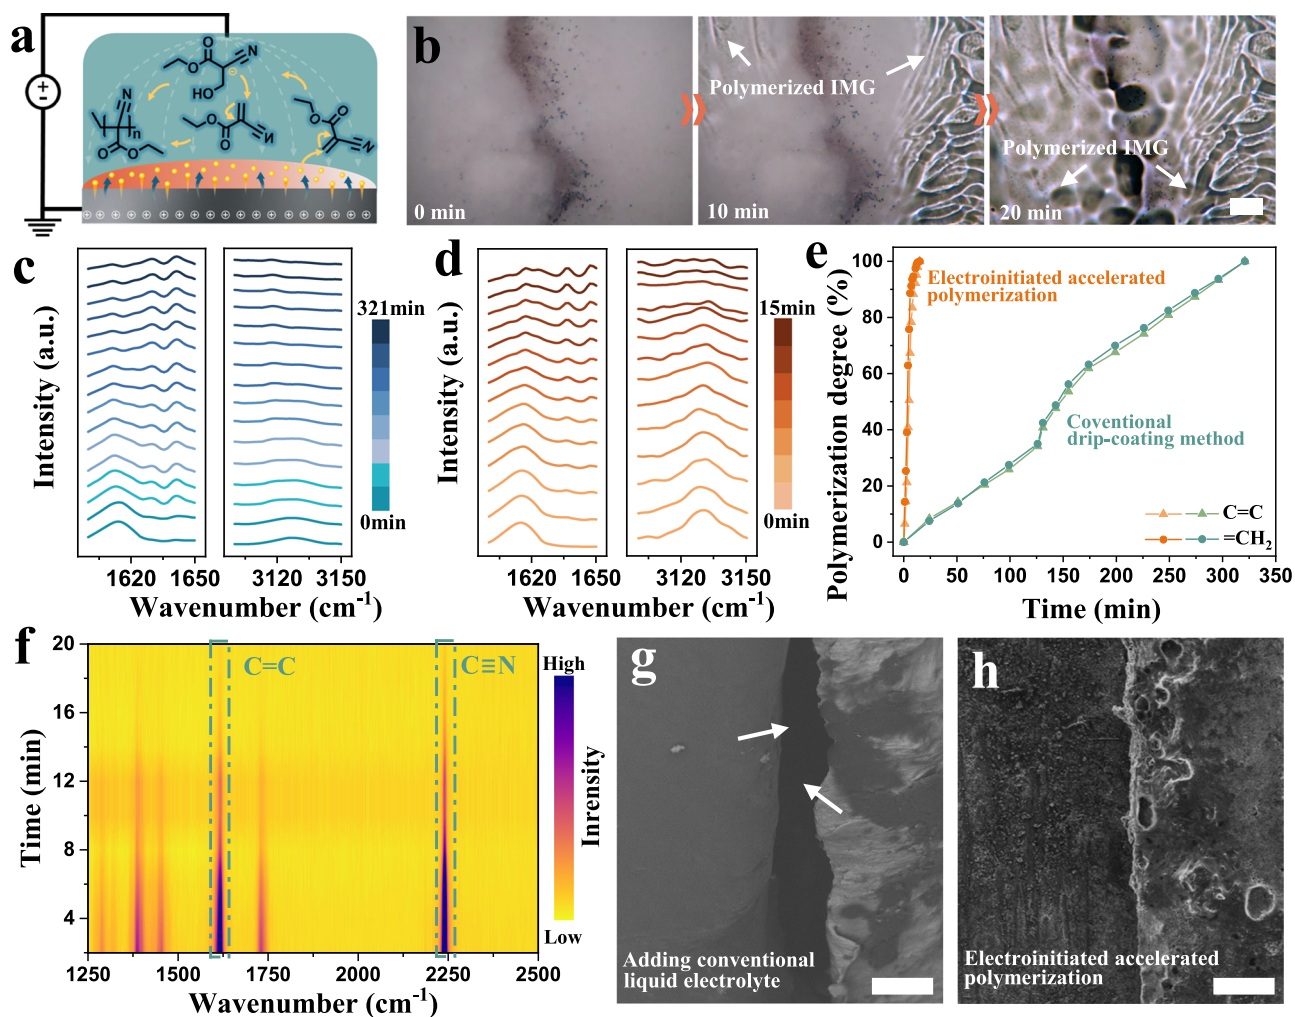 a
N
O
O
HO
N
n
O
O
O
O
N
O
O
N
b
Polymerized IMG
Polymerized IMG
0 min
10 min
20 min
c
Intensity (a.u.)
321min
0min
1620 1650 3120 3150
Wavenumber (cm-1)
d
Intensity (a.u.)
15min
0min
1620 1650 3120 3150
Wavenumber (cm-1)
e
Polymerization degree (%)
100
80
60
40
20
0
Electroinitiated accelerated
polymerization
Coventional
drip-coating method
C=C
=CH2
0 50 100 150 200 250 300 350
Time (min)
f
Time (min)
20
16
12
8
4
C=C
C≡N
High
Inrensity
Low
1250 1500 1750 2000 2250 2500
Wavenumber (cm-1)
g
Adding conventional
liquid electrolyte
h
Electroinitiated accelerated
polymerization